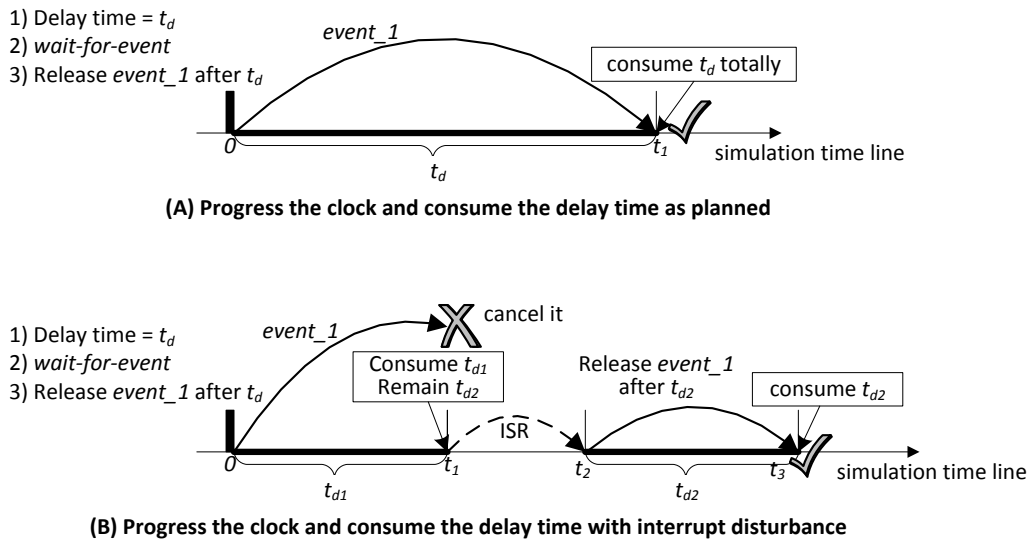 1) Delay time = td
2) wait-for-event
3) Release event_1 after td
event_1
consume td totally
0
t1
simulation time line
td
(A) Progress the clock and consume the delay time as planned
1) Delay time = td
2) wait-for-event
3) Release event_1 after td
event_1
cancel it
Consume td1
Remain td2
Release event_1
after td2
consume td2
ISR
0
t1
t2
t3
simulation time line
td1
td2
(B) Progress the clock and consume the delay time with interrupt disturbance